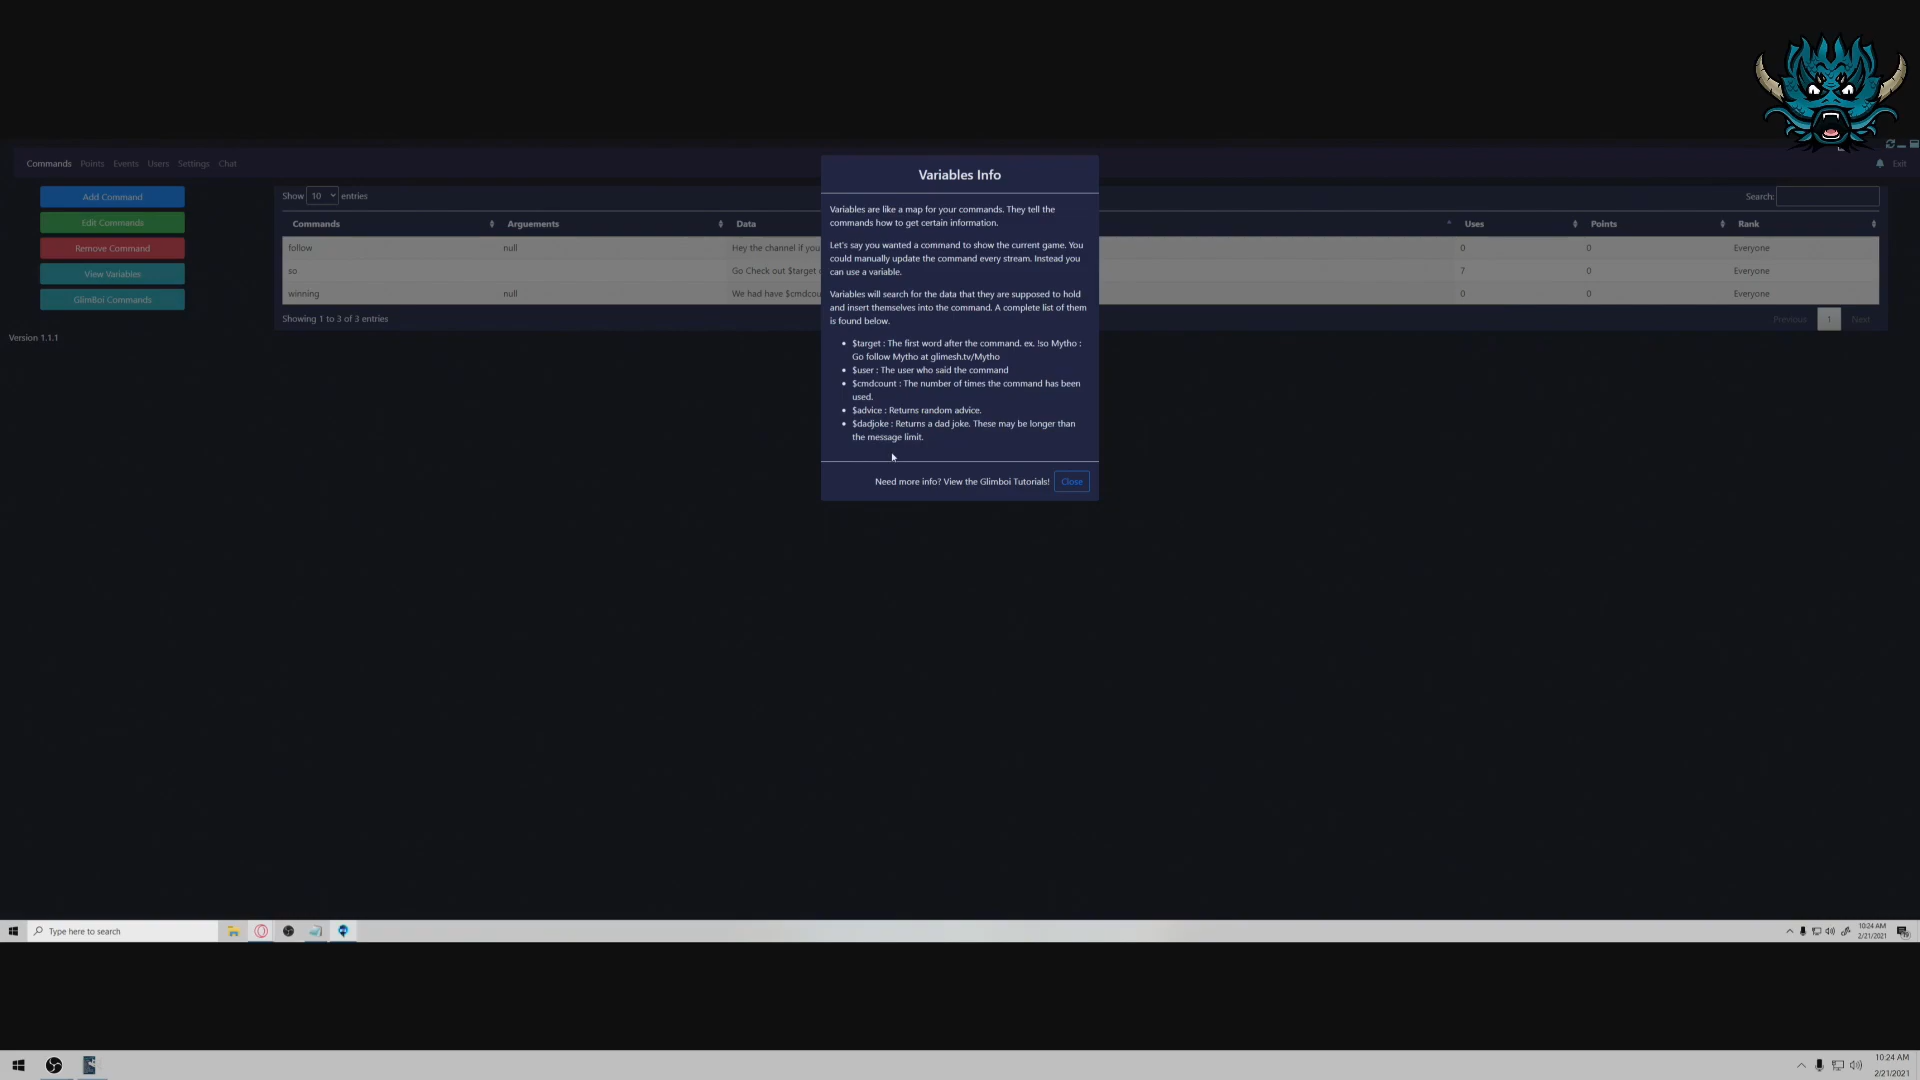 Commands Points Events Users Settings Chat
Exit
Variables Info
Add Command
Edit Commands
Remove Command
View Variables
GlimBoi Commands
Version 1.1.1
Show 10 entries
Search:
Commands Arguements Data Uses Points Rank
follow null Hey the channel if you 0 0 Everyone
so Go Check out $target 7 0 Everyone
winning null We had have $cmdcou 0 0 Everyone
Showing 1 to 3 of 3 entries
Previous 1 Next
Variables are like a map for your commands. They tell the
commands how to get certain information.
Let's say you wanted a command to show the current game. You
could manually update the command every stream. Instead you
can use a variable.
Variables will search for the data that they are supposed to hold
and insert themselves into the command. A complete list of them
is found below.
$target : The first word after the command. ex. !so Mytho :
Go follow Mytho at glimesh.tv/Mytho
$user : The user who said the command
$cmdcount : The number of times the command has been
used.
$advice : Returns random advice.
$dadjoke : Returns a dad joke. These may be longer than
the message limit.
Need more info? View the Glimboi Tutorials! Close
Type here to search
10:24 AM
2/21/2021
10:24 AM
2/21/2021